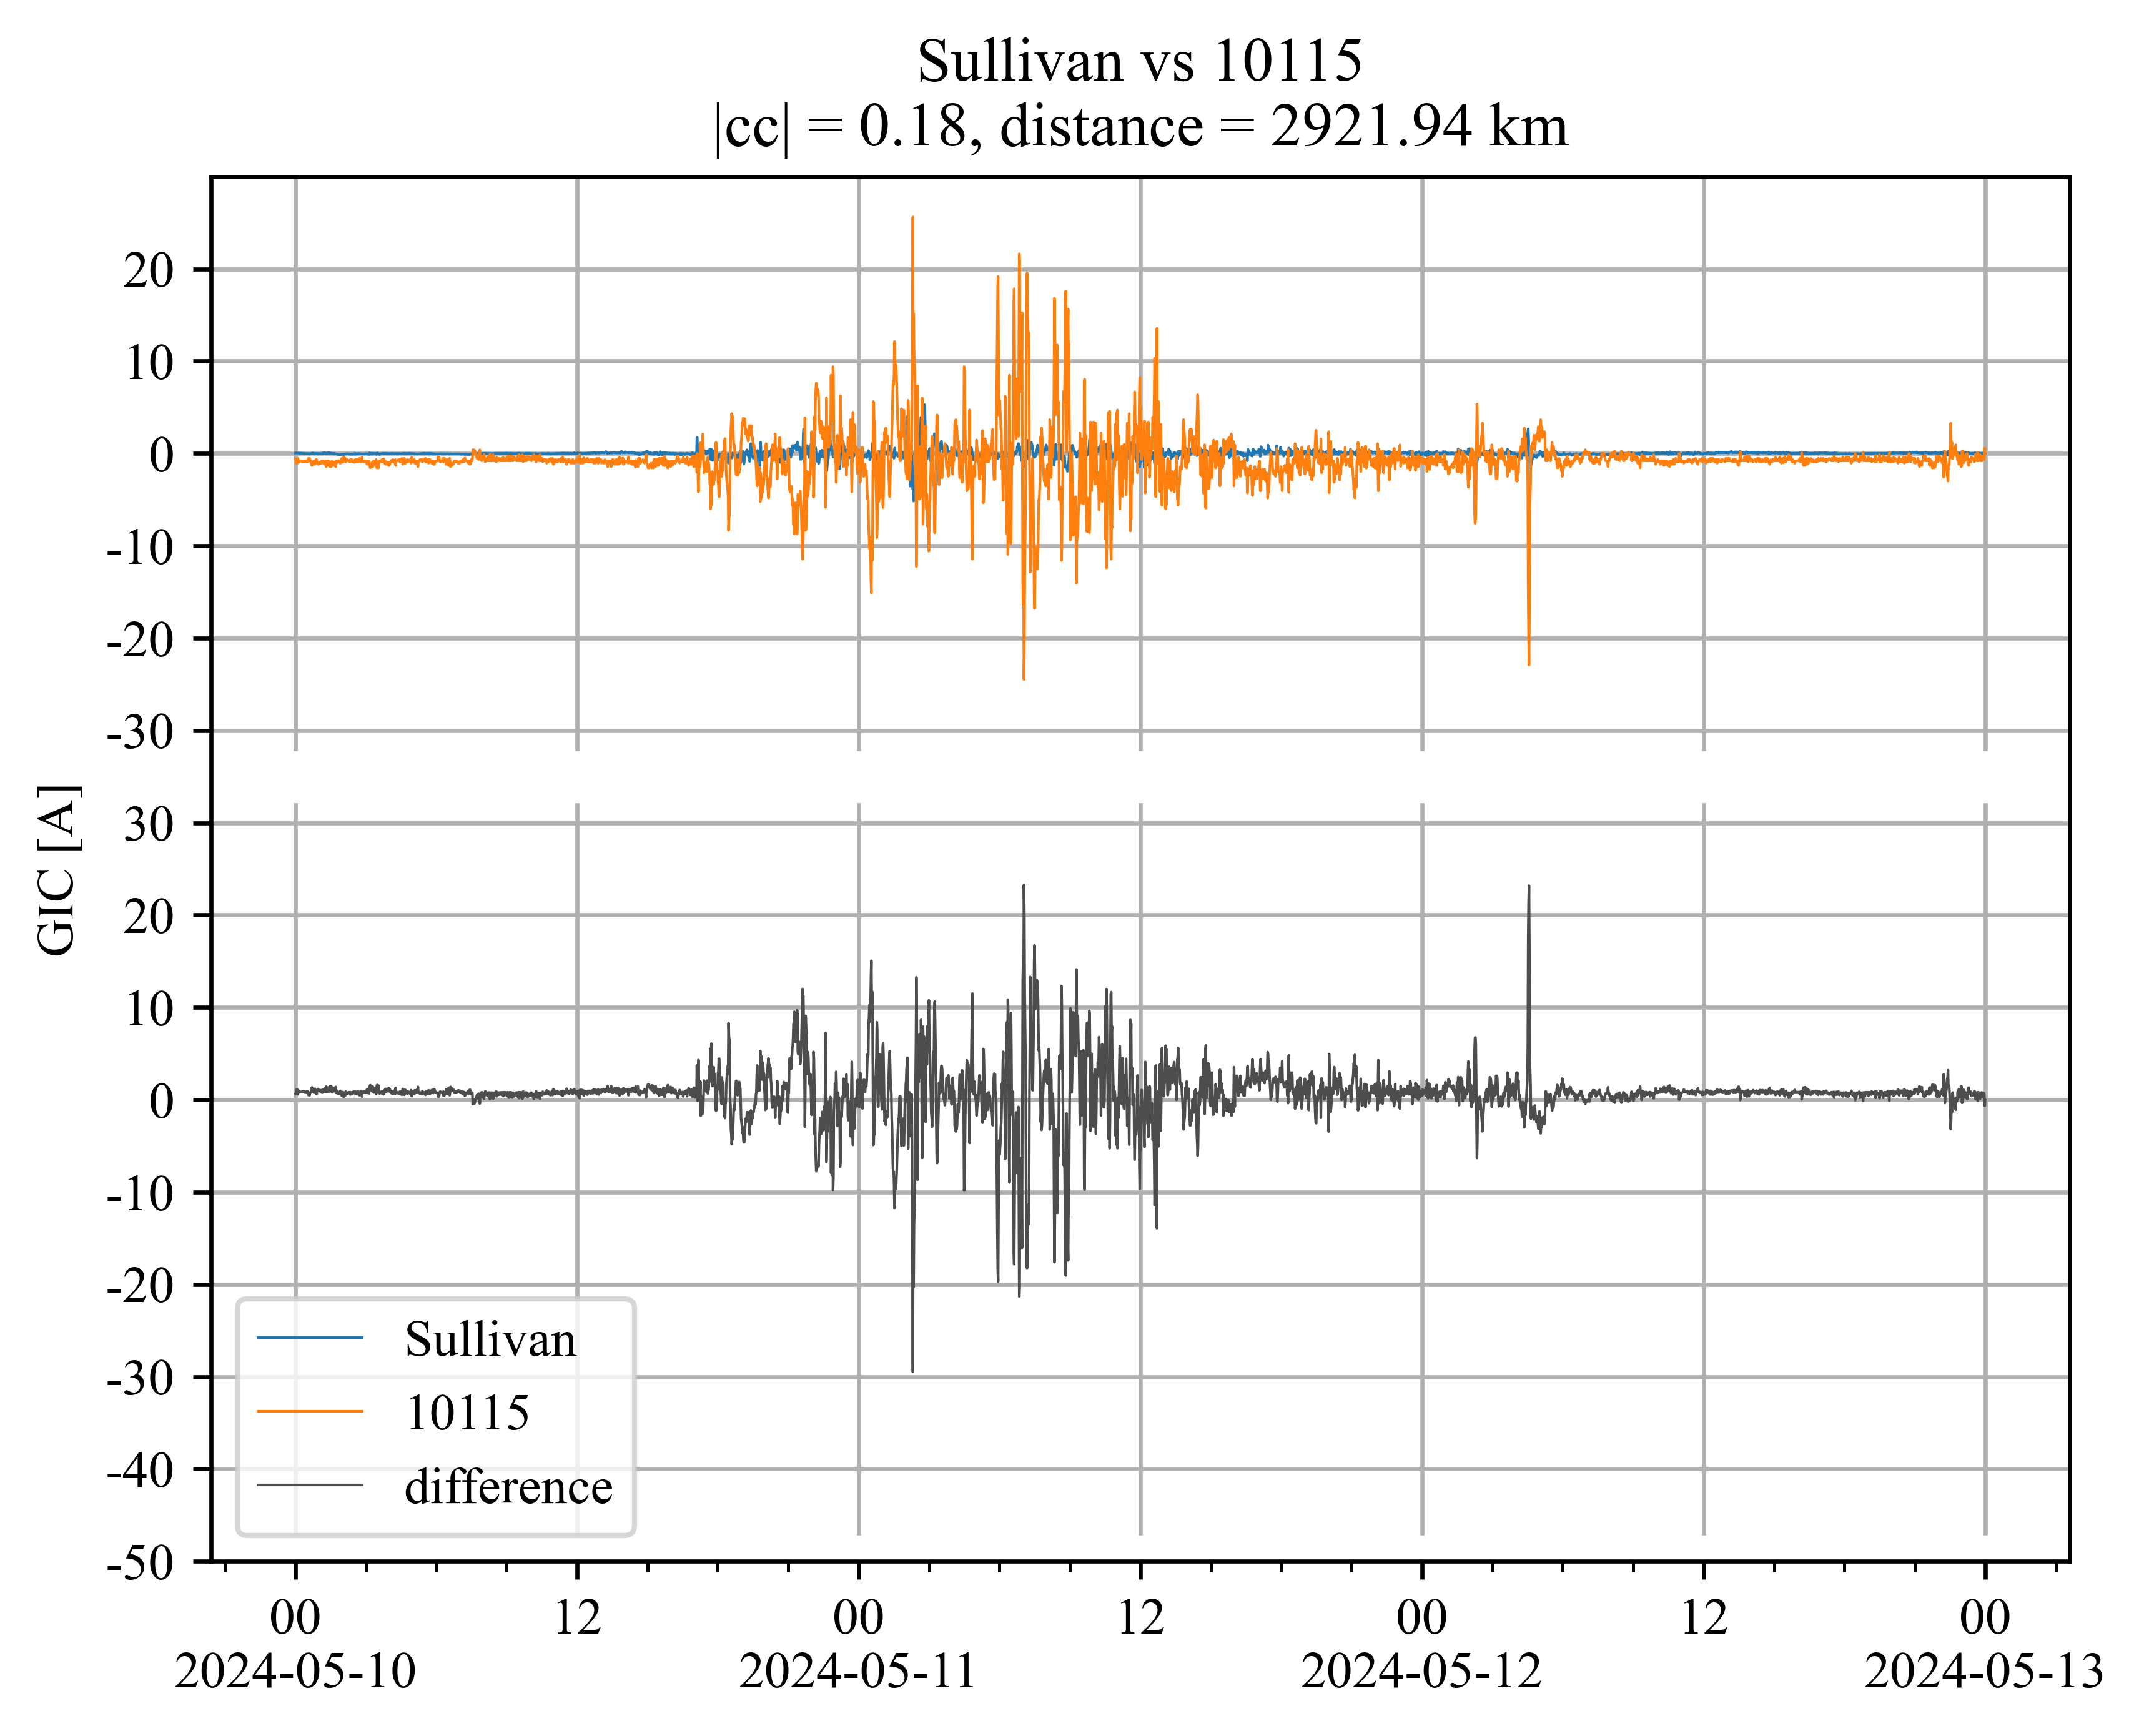 Sullivan vs 10115
|cc| = 0.18, distance = 2921.94 km
20
10
0
-10
-20
-30
30
20
10
0
-10
-20
-30
-40
-50
GIC [A]
Sullivan
10115
difference
00 12 00 12 00 12 00
2024-05-10 2024-05-11 2024-05-12 2024-05-13